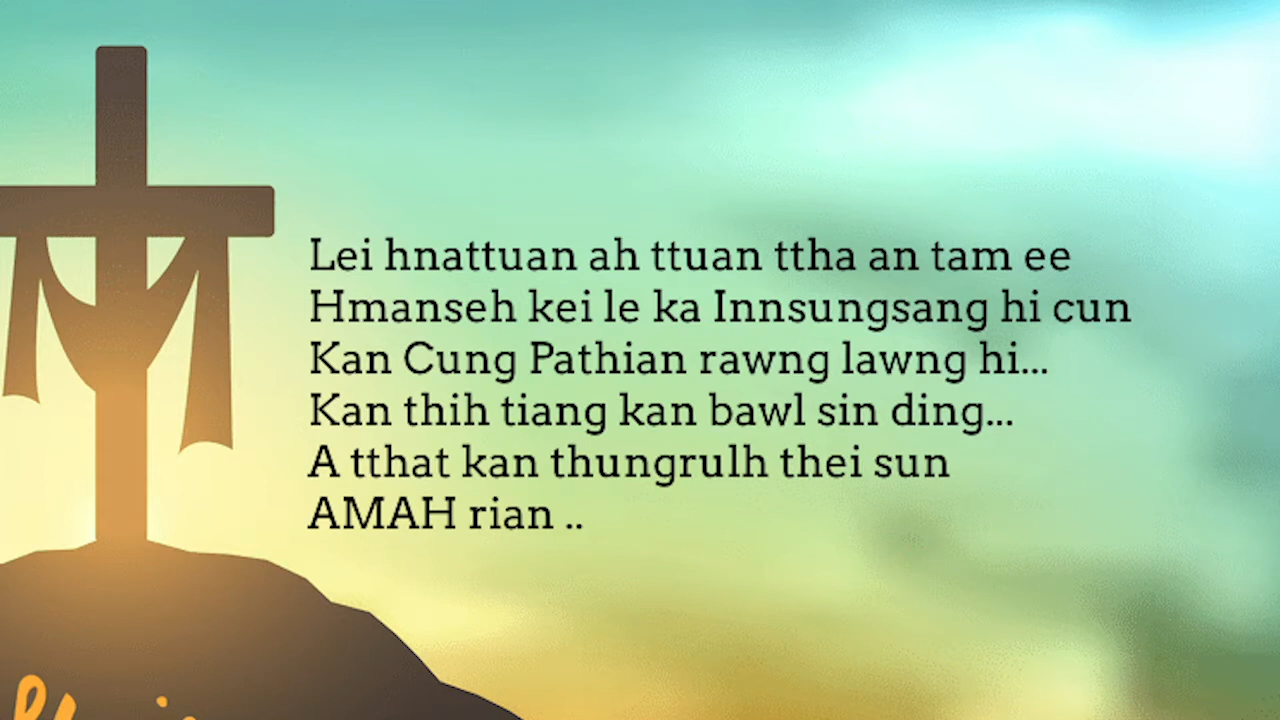 Lei hnattuan ah ttuan ttha an tam ee
Hmanseh kei le ka Innsungsang hi cun
Kan Cung Pathian rawng lawng hi...
Kan thih tiang kan bawl sin ding...
A tthat kan thungrulh thei sun
AMAH rian ..